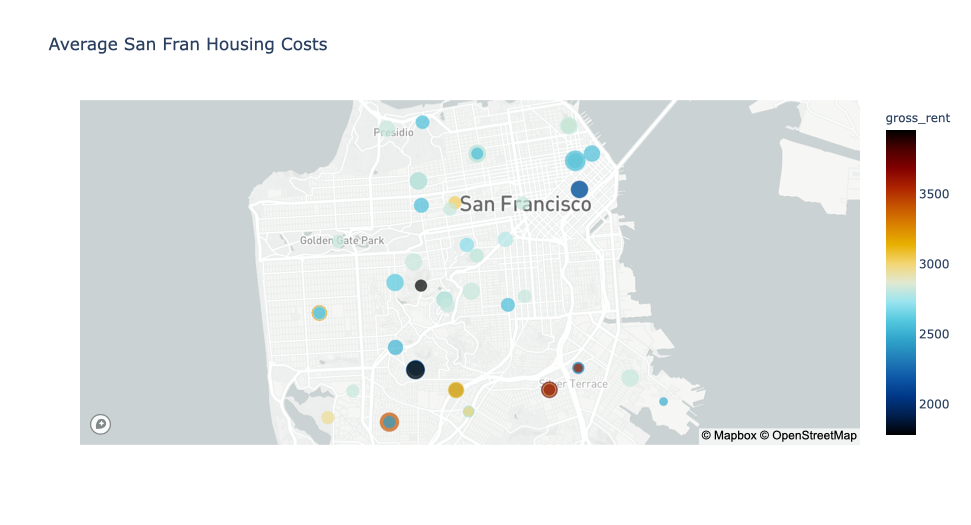 Average San Fran Housing Costs
gross_rent
Presidio
3500
San Francisco
Golden Gate Park
3000
2500
Silver Terrace
2000
© Mapbox © OpenStreetMap